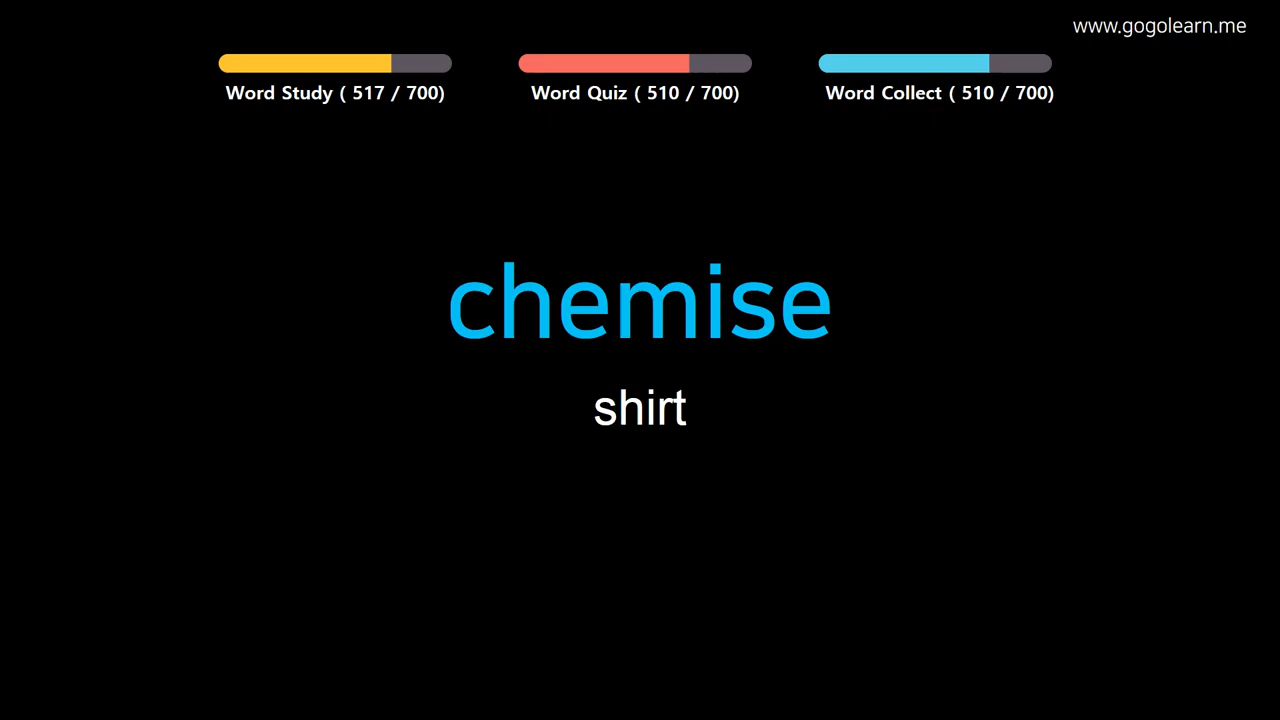 www.gogolearn.me
Word Study ( 517 / 700)
Word Quiz ( 510 / 700)
Word Collect ( 510 / 700)
chemise
shirt